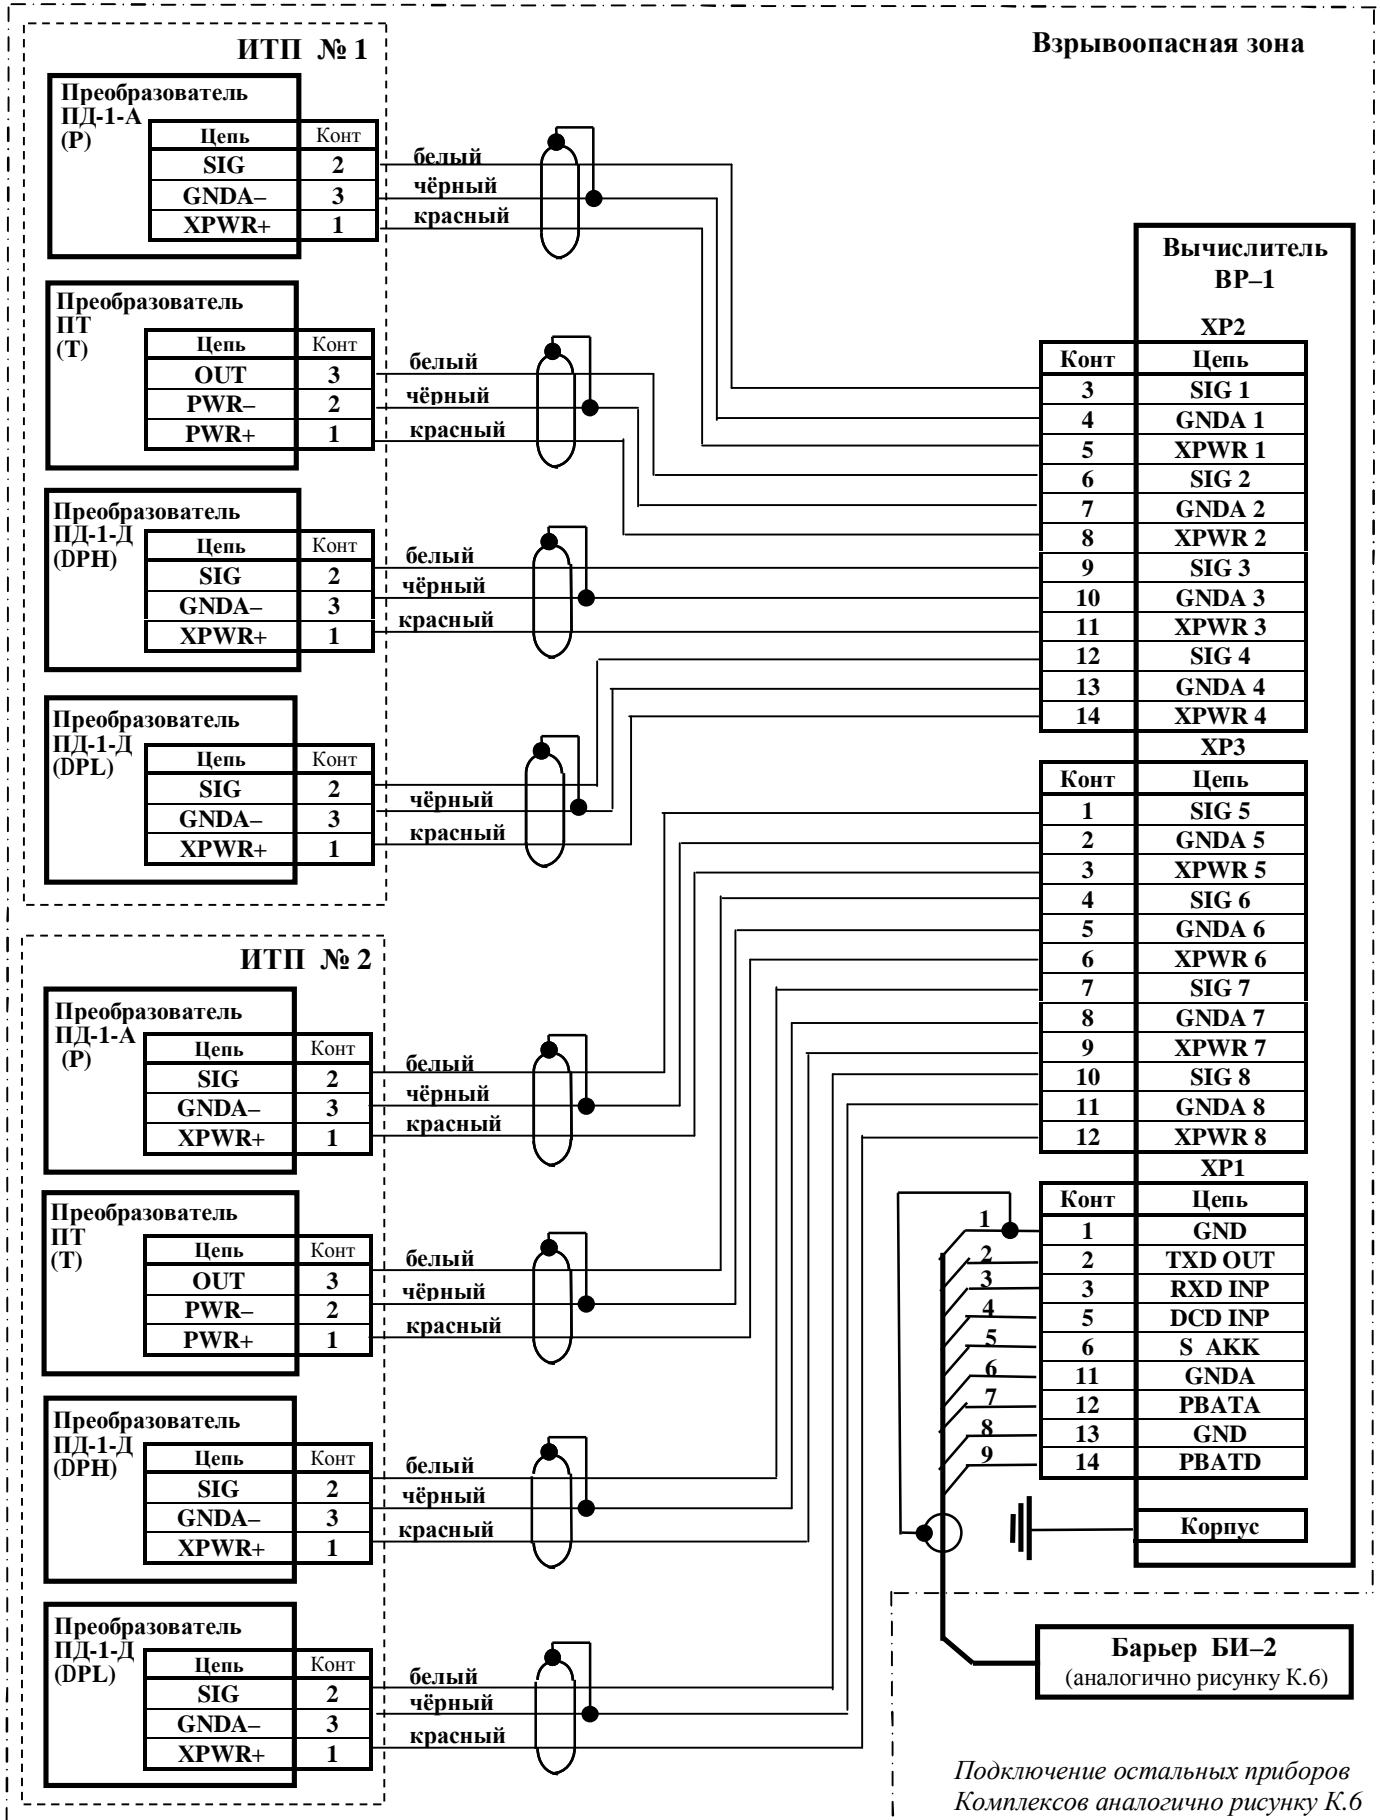 ИТП № 1
Взрывоопасная зона
Преобразователь
ПД-1-А
(P)
Цепь Конт
SIG 2
GNDA– 3
XPWR+ 1
белый
чёрный
красный
Преобразователь
ПТ
(T)
Цепь Конт
OUT 3
PWR– 2
PWR+ 1
белый
чёрный
красный
Преобразователь
ПД-1-Д
(DPH)
Цепь Конт
SIG 2
GNDA– 3
XPWR+ 1
белый
чёрный
красный
Преобразователь
ПД-1-Д
(DPL)
Цепь Конт
SIG 2
GNDA– 3
XPWR+ 1
чёрный
красный
ИТП № 2
Преобразователь
ПД-1-А
(P)
Цепь Конт
SIG 2
GNDA– 3
XPWR+ 1
белый
чёрный
красный
Преобразователь
ПТ
(T)
Цепь Конт
OUT 3
PWR– 2
PWR+ 1
белый
чёрный
красный
Преобразователь
ПД-1-Д
(DPH)
Цепь Конт
SIG 2
GNDA– 3
XPWR+ 1
белый
чёрный
красный
Преобразователь
ПД-1-Д
(DPL)
Цепь Конт
SIG 2
GNDA– 3
XPWR+ 1
белый
чёрный
красный
Вычислитель
ВР–1
XP2
Конт Цепь
3 SIG 1
4 GNDA 1
5 XPWR 1
6 SIG 2
7 GNDA 2
8 XPWR 2
9 SIG 3
10 GNDA 3
11 XPWR 3
12 SIG 4
13 GNDA 4
14 XPWR 4
XP3
Конт Цепь
1 SIG 5
2 GNDA 5
3 XPWR 5
4 SIG 6
5 GNDA 6
6 XPWR 6
7 SIG 7
8 GNDA 7
9 XPWR 7
10 SIG 8
11 GNDA 8
12 XPWR 8
XP1
Конт Цепь
1 1 GND
2 2 TXD OUT
3 3 RXD INP
4 5 DCD INP
5 6 S AKK
6 11 GNDA
7 12 PBATA
8 13 GND
9 14 PBATD
Корпус
Барьер БИ–2
(аналогично рисунку К.6)
Подключение остальных приборов
Комплексов аналогично рисунку К.6